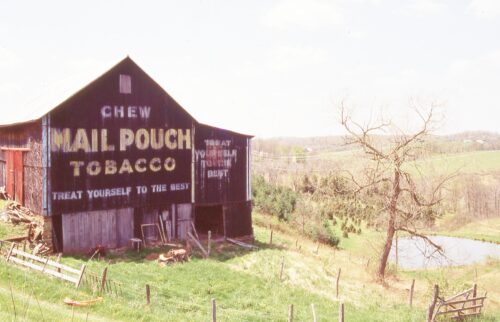 CHEW
MAIL POUCH
TOBACCO
TREAT YOURSELF TO THE BEST
TREAT
YOURSELF
TO THE
BEST